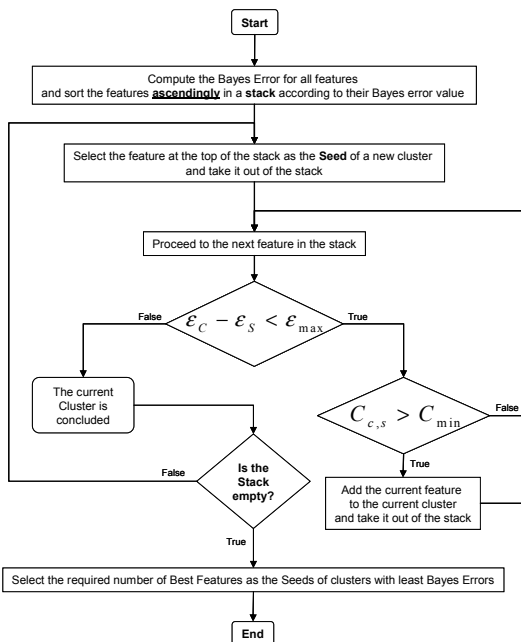 Start
Compute the Bayes Error for all features
and sort the features ascendingly in a stack according to their Bayes error value
Select the feature at the top of the stack as the Seed of a new cluster
and take it out of the stack
Proceed to the next feature in the stack
False
ε_C − ε_S < ε_max
True
The current
Cluster is
concluded
C_c,s > C_min
False
True
False
Is the
Stack
empty?
True
Add the current feature
to the current cluster
and take it out of the stack
Select the required number of Best Features as the Seeds of clusters with least Bayes Errors
End